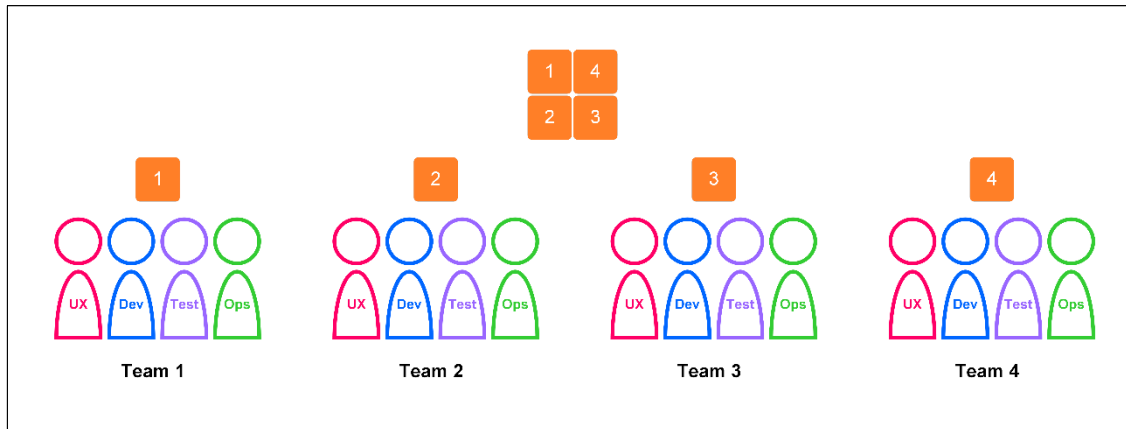 1 4
2 3
1 2 3 4
UX Dev Test Ops UX Dev Test Ops UX Dev Test Ops UX Dev Test Ops
Team 1 Team 2 Team 3 Team 4